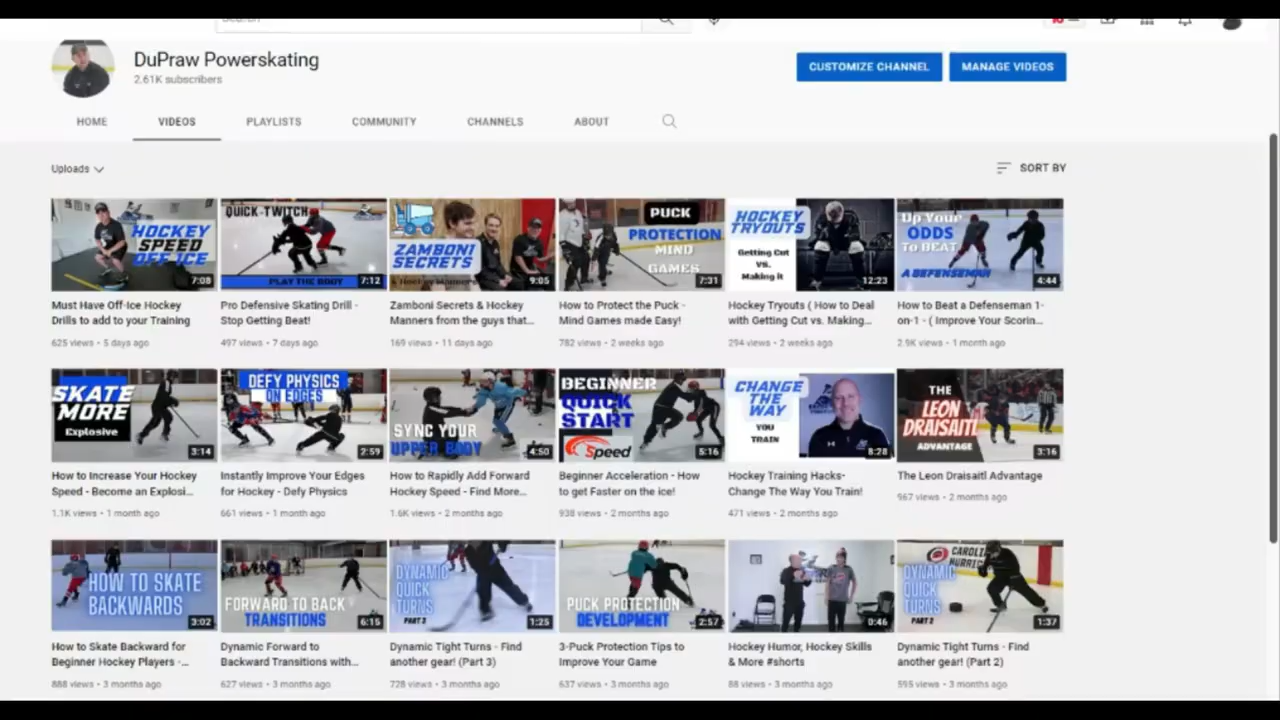 DuPraw Powerskating
2.61K subscribers
CUSTOMIZE CHANNEL
MANAGE VIDEOS
HOME
VIDEOS
PLAYLISTS
COMMUNITY
CHANNELS
ABOUT
Uploads
SORT BY
HOCKEY
SPEED
OFF ICE
7:08
QUICK-TWITCH
PLAY THE BODY
7:12
ZAMBONI
SECRETS
& Hockey Manners
9:05
PUCK
PROTECTION
MIND
GAMES
7:31
HOCKEY
TRYOUTS
Getting Cut
VS.
Making it
12:23
Up Your
ODDS
To BEAT
A DEFENSEMAN
4:44
Must Have Off-Ice Hockey
Drills to add to your Training
625 views • 5 days ago
Pro Defensive Skating Drill -
Stop Getting Beat!
497 views • 7 days ago
Zamboni Secrets & Hockey
Manners from the guys that...
169 views • 11 days ago
How to Protect the Puck -
Mind Games made Easy!
782 views • 2 weeks ago
Hockey Tryouts ( How to Deal
with Getting Cut vs. Making...
294 views • 2 weeks ago
How to Beat a Defenseman 1-
on-1 - ( Improve Your Scorin...
2.9K views • 1 month ago
SKATE
MORE
Explosive
3:14
DEFY PHYSICS
ON EDGES
2:59
SYNC YOUR
UPPER BODY
4:50
BEGINNER
QUICK
START
Speed
5:16
CHANGE
THE
WAY
YOU
TRAIN
8:28
THE
LEON
DRAISAITL
ADVANTAGE
3:16
How to Increase Your Hockey
Speed - Become an Explosi...
1.1K views • 1 month ago
Instantly Improve Your Edges
for Hockey - Defy Physics
661 views • 1 month ago
How to Rapidly Add Forward
Hockey Speed - Find More...
1.6K views • 2 months ago
Beginner Acceleration - How
to get Faster on the ice!
938 views • 2 months ago
Hockey Training Hacks-
Change The Way You Train!
471 views • 2 months ago
The Leon Draisaitl Advantage
967 views • 2 months ago
HOW TO SKATE
BACKWARDS
3:02
FORWARD TO BACK
TRANSITIONS
6:15
DYNAMIC
QUICK
TURNS
PART 3
1:25
PUCK PROTECTION
DEVELOPMENT
2:57
0:46
CAROLINA
HURRIC
DYNAMIC
QUICK
TURNS
PART 2
1:37
How to Skate Backward for
Beginner Hockey Players -...
888 views • 3 months ago
Dynamic Forward to
Backward Transitions with...
627 views • 3 months ago
Dynamic Tight Turns - Find
another gear! (Part 3)
728 views • 3 months ago
3-Puck Protection Tips to
Improve Your Game
637 views • 3 months ago
Hockey Humor, Hockey Skills
& More #shorts
88 views • 3 months ago
Dynamic Tight Turns - Find
another gear! (Part 2)
595 views • 3 months ago